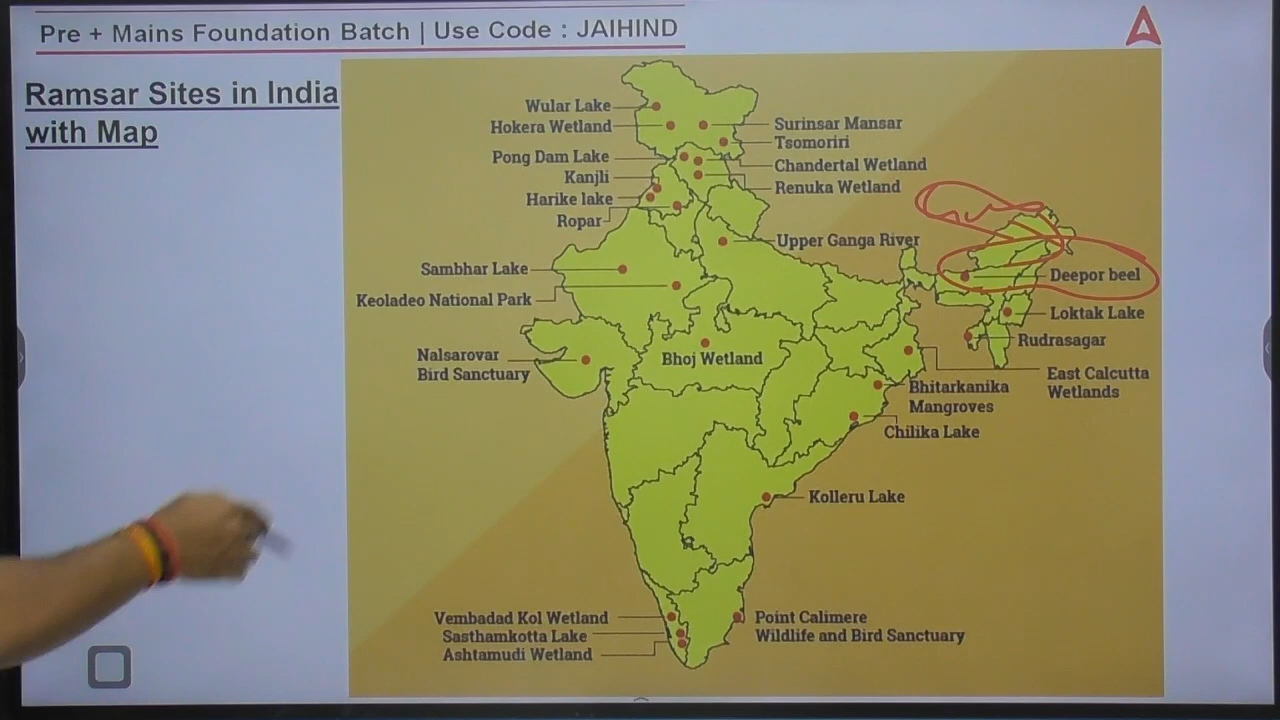 Pre + Mains Foundation Batch | Use Code : JAIHIND
Ramsar Sites in India
with Map
Wular Lake
Hokera Wetland
Surinsar Mansar
Tsomoriri
Pong Dam Lake
Chandertal Wetland
Kanjli
Renuka Wetland
Harike lake
Ropar
Upper Ganga River
Sambhar Lake
Deepor beel
Keoladeo National Park
Loktak Lake
Rudrasagar
Nalsarovar
Bird Sanctuary
Bhoj Wetland
East Calcutta
Wetlands
Bhitarkanika
Mangroves
Chilika Lake
Kolleru Lake
Vembadad Kol Wetland
Sasthamkotta Lake
Ashtamudi Wetland
Point Calimere
Wildlife and Bird Sanctuary